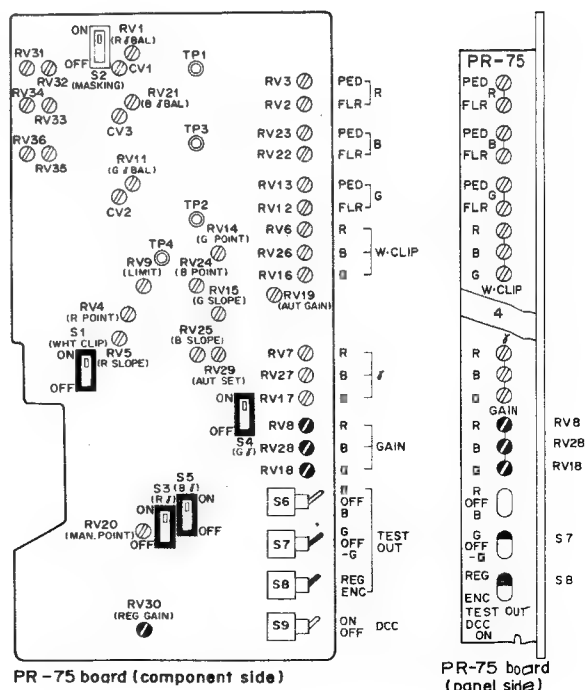 ON
OFF
S2
(MASKING)
RV1
(R γ BAL)
CV1
RV31
RV32
RV34
RV33
RV36
RV35
RV21
(B γ BAL)
CV3
RV11
(G γ BAL)
CV2
TP1
TP3
TP2
TP4
RV3 PED
RV2 FLR
R
RV23 PED
RV22 FLR
B
RV13 PED
RV12 FLR
G
RV6 R
RV26 B
RV16
W·CLIP
RV14
(G POINT)
RV9
(LIMIT)
RV24
(B POINT)
RV15
(G SLOPE)
RV19
(AUT GAIN)
RV4
(R POINT)
S1
(WHT CLIP)
ON
OFF
RV5
(R SLOPE)
RV25
(B SLOPE)
RV29
(AUT SET)
RV7 R
RV27 B
RV17
γ
ON
OFF
S4
(G γ)
RV8 R
RV28 B
RV18 G
GAIN
S5
(B γ)
ON
OFF
S3
(R γ)
ON
OFF
RV20
(MAN. POINT)
S6
OFF
B
S7
G
OFF
-G
S8
REG
ENC
TEST
OUT
S9
ON
OFF
DCC
RV30
(REG GAIN)
PR-75 board (component side)
PR-75
PED
R
FLR
PED
B
FLR
PED
G
FLR
R
B
G
W·CLIP
4
γ
R
B
GAIN
R
B
G
RV8
RV28
RV18
R
OFF
B
G
OFF
-G
S7
REG
ENC
S8
TEST OUT
DCC
ON
PR-75 board
(panel side)